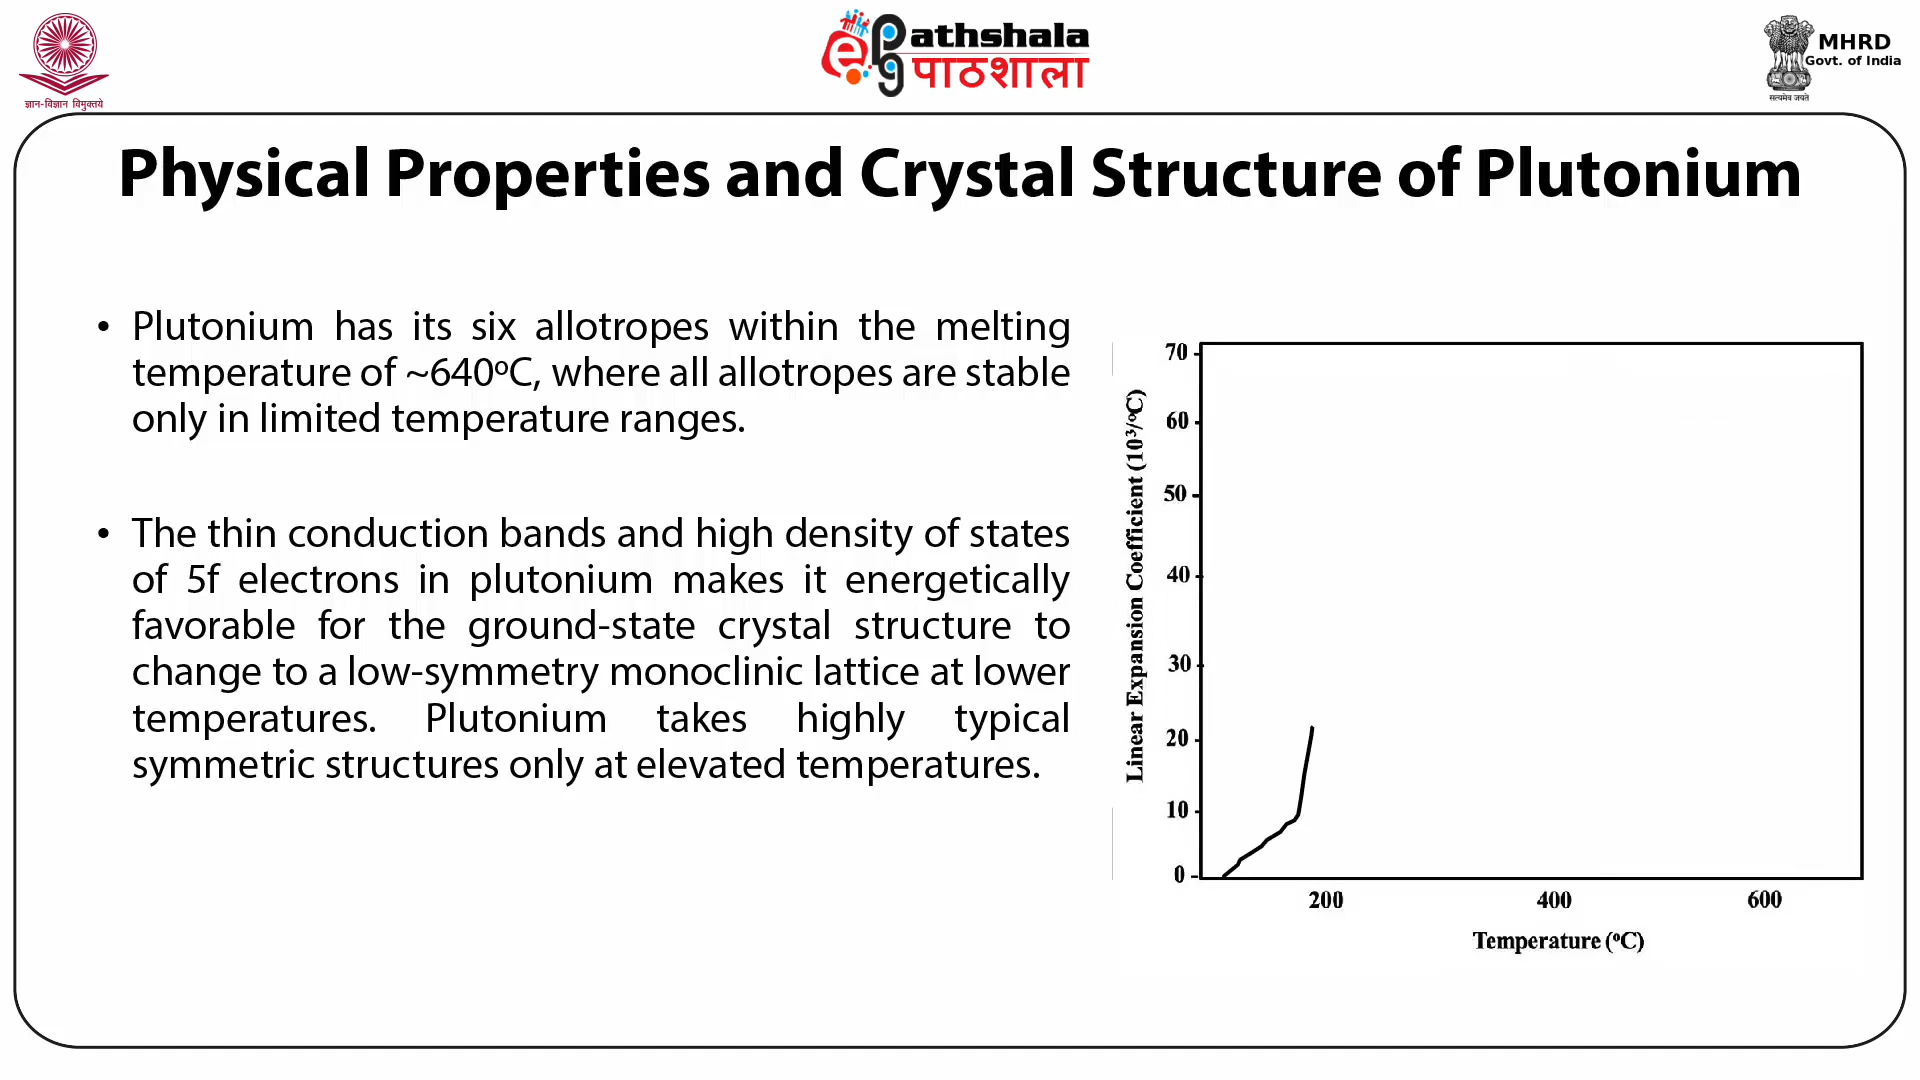 ज्ञान-विज्ञान विमुक्तये
ePathshala
पाठशाला
MHRD
Govt. of India
सत्यमेव जयते
Physical Properties and Crystal Structure of Plutonium
• Plutonium has its six allotropes within the melting
temperature of ~640ºC, where all allotropes are stable
only in limited temperature ranges.
• The thin conduction bands and high density of states
of 5f electrons in plutonium makes it energetically
favorable for the ground-state crystal structure to
change to a low-symmetry monoclinic lattice at lower
temperatures. Plutonium takes highly typical
symmetric structures only at elevated temperatures.
Linear Expansion Coefficient (10³/ºC)
70
60
50
40
30
20
10
0
200 400 600
Temperature (ºC)